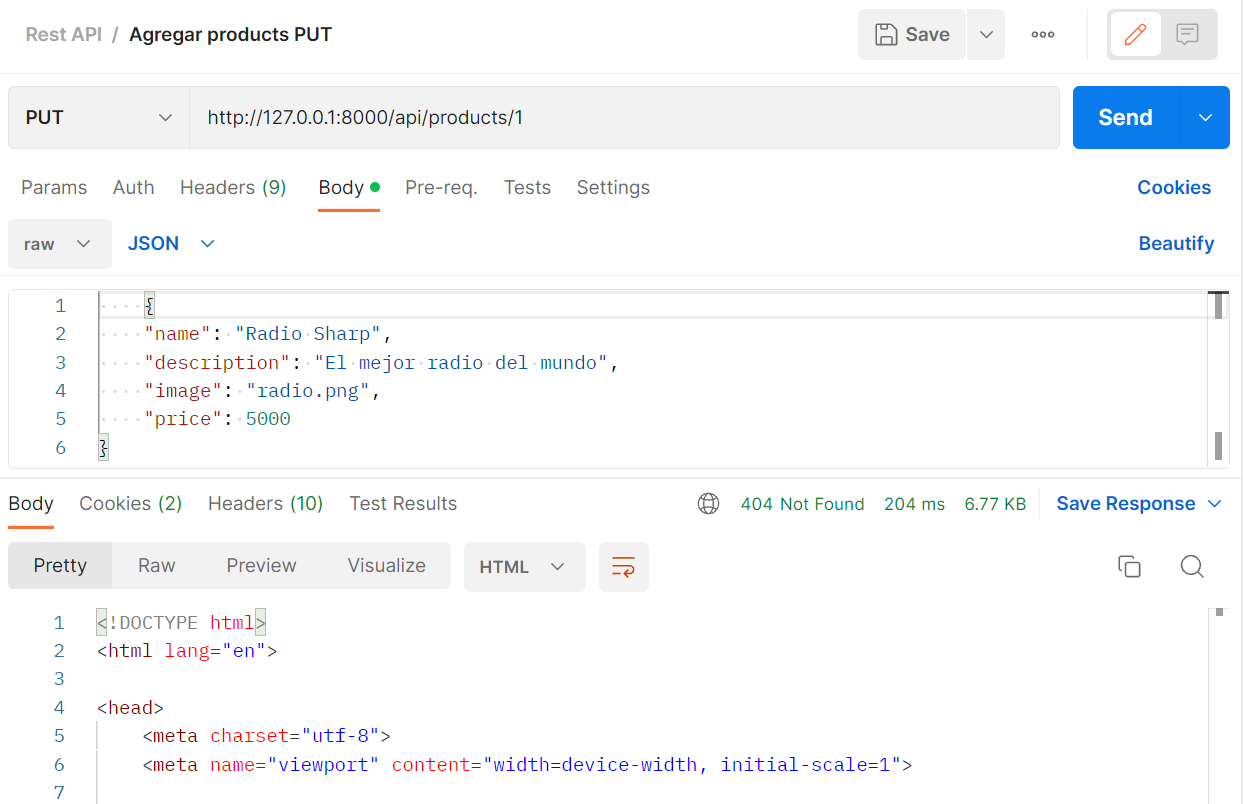 Rest API / Agregar products PUT
Save
PUT
http://127.0.0.1:8000/api/products/1
Send
Params Auth Headers (9) Body Pre-req. Tests Settings Cookies
raw JSON Beautify
1 {
2 "name": "Radio Sharp",
3 "description": "El mejor radio del mundo",
4 "image": "radio.png",
5 "price": 5000
6 }
Body Cookies (2) Headers (10) Test Results 404 Not Found 204 ms 6.77 KB Save Response
Pretty Raw Preview Visualize HTML
1 <!DOCTYPE html>
2 <html lang="en">
3
4 <head>
5 <meta charset="utf-8">
6 <meta name="viewport" content="width=device-width, initial-scale=1">
7